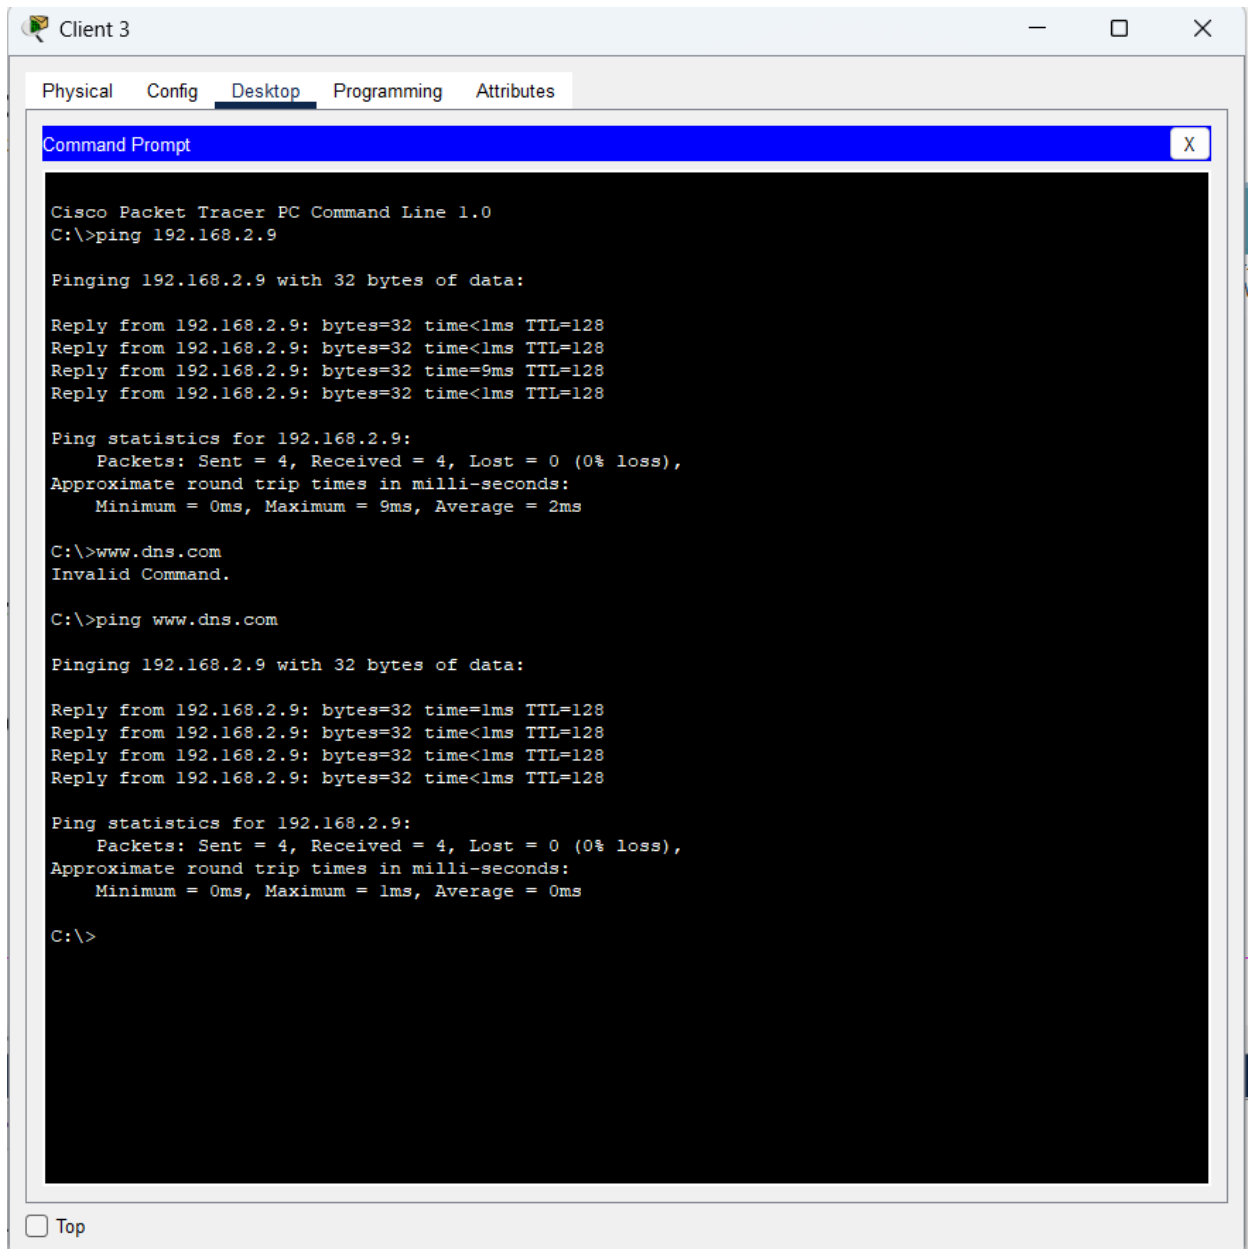 Client 3
Physical Config Desktop Programming Attributes
Command Prompt X
Cisco Packet Tracer PC Command Line 1.0
C:\>ping 192.168.2.9
Pinging 192.168.2.9 with 32 bytes of data:
Reply from 192.168.2.9: bytes=32 time<1ms TTL=128
Reply from 192.168.2.9: bytes=32 time<1ms TTL=128
Reply from 192.168.2.9: bytes=32 time=9ms TTL=128
Reply from 192.168.2.9: bytes=32 time<1ms TTL=128
Ping statistics for 192.168.2.9:
    Packets: Sent = 4, Received = 4, Lost = 0 (0% loss),
Approximate round trip times in milli-seconds:
    Minimum = 0ms, Maximum = 9ms, Average = 2ms
C:\>www.dns.com
Invalid Command.
C:\>ping www.dns.com
Pinging 192.168.2.9 with 32 bytes of data:
Reply from 192.168.2.9: bytes=32 time=1ms TTL=128
Reply from 192.168.2.9: bytes=32 time<1ms TTL=128
Reply from 192.168.2.9: bytes=32 time<1ms TTL=128
Reply from 192.168.2.9: bytes=32 time<1ms TTL=128
Ping statistics for 192.168.2.9:
    Packets: Sent = 4, Received = 4, Lost = 0 (0% loss),
Approximate round trip times in milli-seconds:
    Minimum = 0ms, Maximum = 1ms, Average = 0ms
C:\>
Top